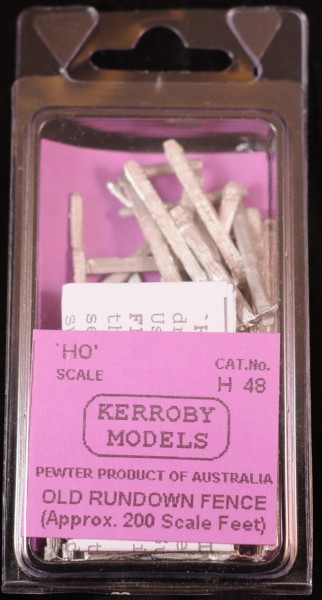 'HO'
SCALE
CAT.No.
H 48
KERROBY
MODELS
PEWTER PRODUCT OF AUSTRALIA
OLD RUNDOWN FENCE
(Approx. 200 Scale Feet)